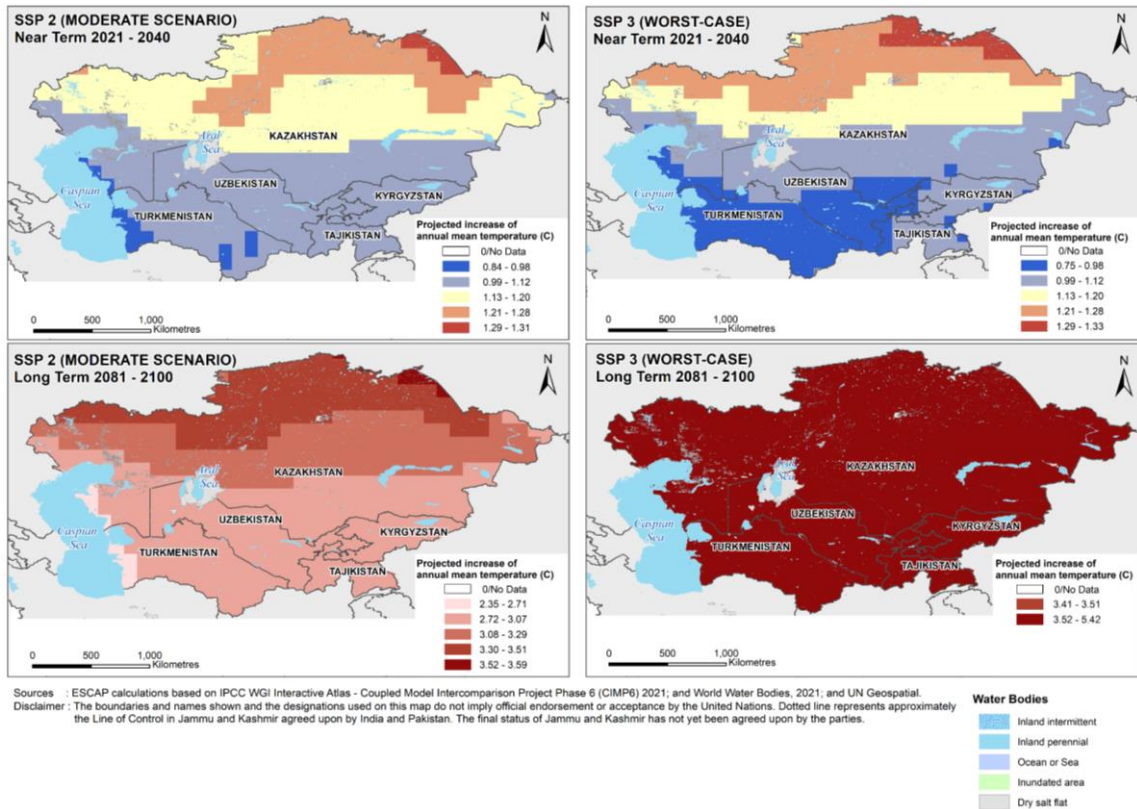 SSP 2 (MODERATE SCENARIO)
Near Term 2021 - 2040
N
KAZAKHSTAN
Aral
Sea
UZBEKISTAN
KYRGYZSTAN
Caspian
Sea
TURKMENISTAN
TAJIKISTAN
Projected increase of
annual mean temperature (C)
0/No Data
0.84 - 0.98
0.99 - 1.12
1.13 - 1.20
1.21 - 1.28
1.29 - 1.31
0 500 1,000
Kilometres
SSP 3 (WORST-CASE)
Near Term 2021 - 2040
N
Aral
Sea
KAZAKHSTAN
UZBEKISTAN
KYRGYZSTAN
Caspian
Sea
TURKMENISTAN
TAJIKISTAN
Projected increase of
annual mean temperature (C)
0/No Data
0.75 - 0.98
0.99 - 1.12
1.13 - 1.20
1.21 - 1.28
1.29 - 1.33
0 500 1,000
Kilometres
SSP 2 (MODERATE SCENARIO)
Long Term 2081 - 2100
N
KAZAKHSTAN
Aral
Sea
UZBEKISTAN
KYRGYZSTAN
Caspian
Sea
TURKMENISTAN
TAJIKISTAN
Projected increase of
annual mean temperature (C)
0/No Data
2.35 - 2.71
2.72 - 3.07
3.08 - 3.29
3.30 - 3.51
3.52 - 3.59
0 500 1,000
Kilometres
SSP 3 (WORST-CASE)
Long Term 2081 - 2100
N
Aral
Sea
KAZAKHSTAN
UZBEKISTAN
KYRGYZSTAN
Caspian
Sea
TURKMENISTAN
TAJIKISTAN
Projected increase of
annual mean temperature (C)
0/No Data
3.41 - 3.51
3.52 - 5.42
0 500 1,000
Kilometres
Sources : ESCAP calculations based on IPCC WGI Interactive Atlas - Coupled Model Intercomparison Project Phase 6 (CIMP6) 2021; and World Water Bodies, 2021; and UN Geospatial.
Disclaimer : The boundaries and names shown and the designations used on this map do not imply official endorsement or acceptance by the United Nations. Dotted line represents approximately
the Line of Control in Jammu and Kashmir agreed upon by India and Pakistan. The final status of Jammu and Kashmir has not yet been agreed upon by the parties.
Water Bodies
Inland intermittent
Inland perennial
Ocean or Sea
Inundated area
Dry salt flat